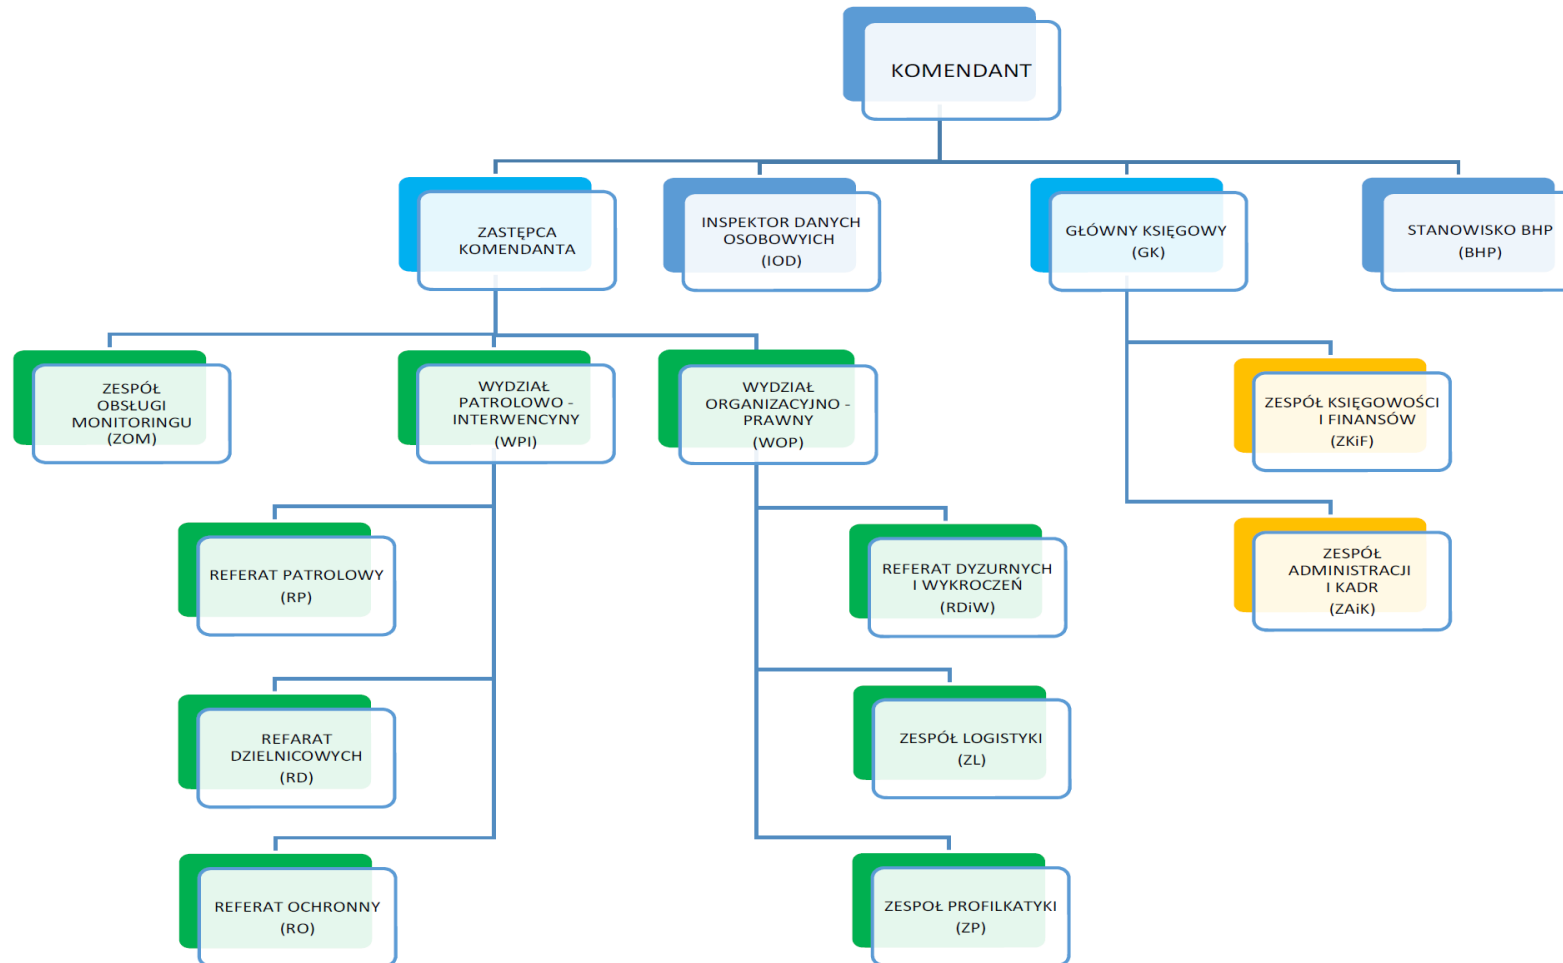 KOMENDANT
ZASTĘPCA
KOMENDANTA
INSPEKTOR DANYCH
OSOBOWYICH
(IOD)
GŁÓWNY KSIĘGOWY
(GK)
STANOWISKO BHP
(BHP)
ZESPÓŁ
OBSŁUGI
MONITORINGU
(ZOM)
WYDZIAŁ
PATROLOWO -
INTERWENCYNY
(WPI)
WYDZIAŁ
ORGANIZACYJNO -
PRAWNY
(WOP)
ZESPÓŁ KSIĘGOWOŚCI
I FINANSÓW
(ZKiF)
REFERAT PATROLOWY
(RP)
REFERAT DYZURNYCH
I WYKROCZEŃ
(RDiW)
ZESPÓŁ
ADMINISTRACJI
I KADR
(ZAiK)
REFARAT
DZIELNICOWYCH
(RD)
ZESPÓŁ LOGISTYKI
(ZL)
REFERAT OCHRONNY
(RO)
ZESPOŁ PROFILKATYKI
(ZP)